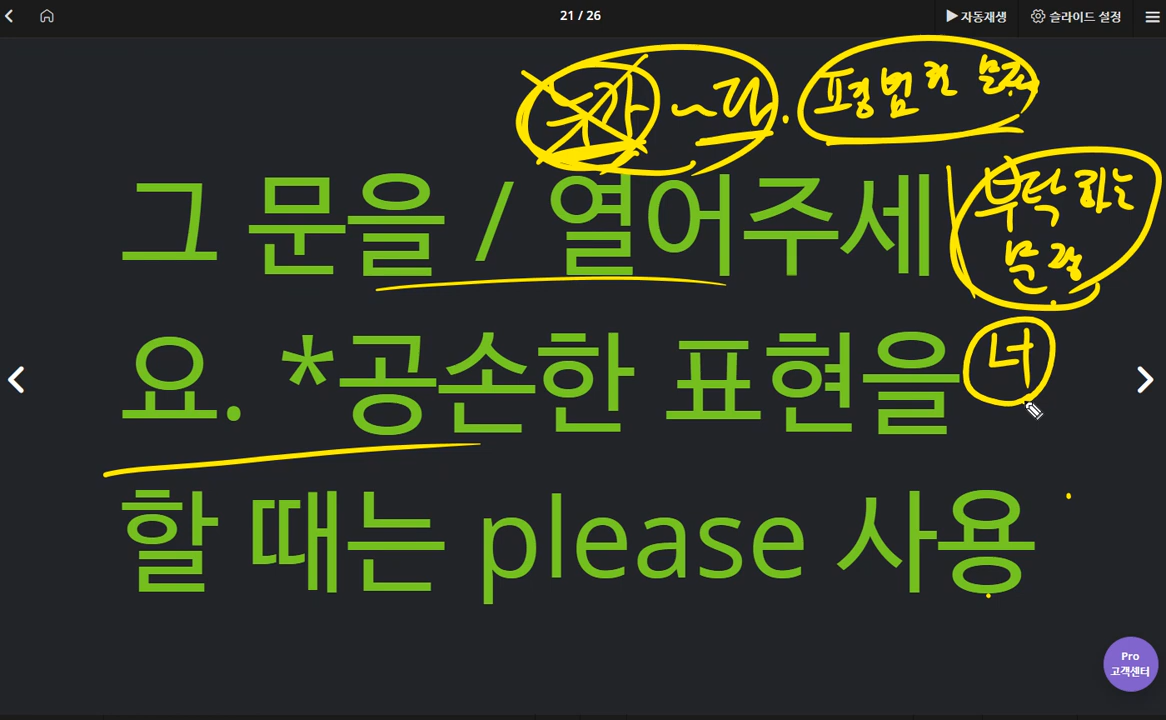 21 / 26
자동재생
슬라이드 설정
~다.
평범한 문장
그 문을 / 열어주세
부탁 하는
문장
요. *공손한 표현을
너
할 때는 please 사용
Pro
고객센터